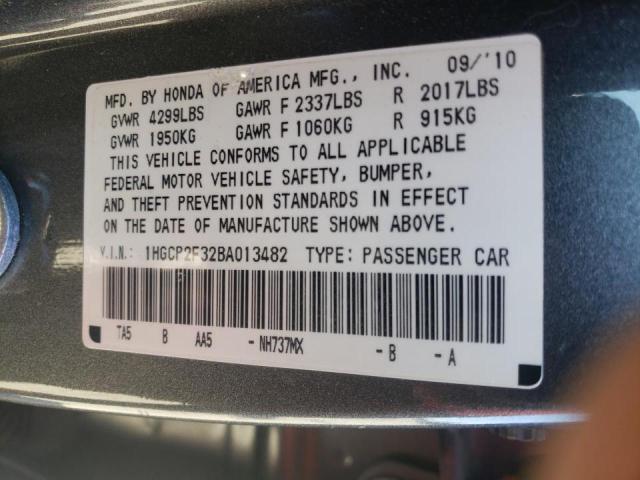 MFD. BY HONDA OF AMERICA MFG., INC. 09/'10
GVWR 4299LBS GAWR F 2337LBS R 2017LBS
GVWR 1950KG GAWR F 1060KG R 915KG
THIS VEHICLE CONFORMS TO ALL APPLICABLE
FEDERAL MOTOR VEHICLE SAFETY, BUMPER,
AND THEFT PREVENTION STANDARDS IN EFFECT
ON THE DATE OF MANUFACTURE SHOWN ABOVE.
V.I.N.: 1HGCP2F32BA013482 TYPE: PASSENGER CAR
TA5 B AA5 - NH737MX - B - A